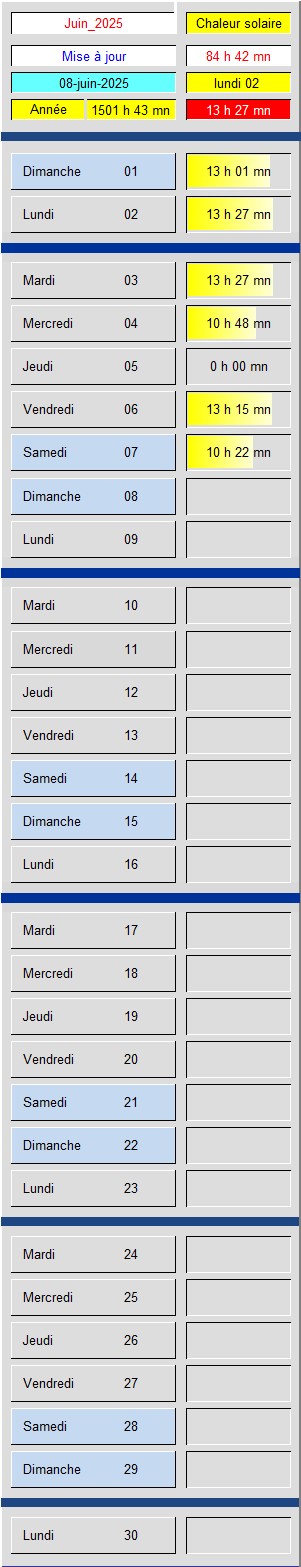 Juin_2025 Chaleur solaire
Mise à jour 84 h 42 mn
08-juin-2025 lundi 02
Année 1501 h 43 mn 13 h 27 mn
Dimanche 01 13 h 01 mn
Lundi 02 13 h 27 mn
Mardi 03 13 h 27 mn
Mercredi 04 10 h 48 mn
Jeudi 05 0 h 00 mn
Vendredi 06 13 h 15 mn
Samedi 07 10 h 22 mn
Dimanche 08
Lundi 09
Mardi 10
Mercredi 11
Jeudi 12
Vendredi 13
Samedi 14
Dimanche 15
Lundi 16
Mardi 17
Mercredi 18
Jeudi 19
Vendredi 20
Samedi 21
Dimanche 22
Lundi 23
Mardi 24
Mercredi 25
Jeudi 26
Vendredi 27
Samedi 28
Dimanche 29
Lundi 30